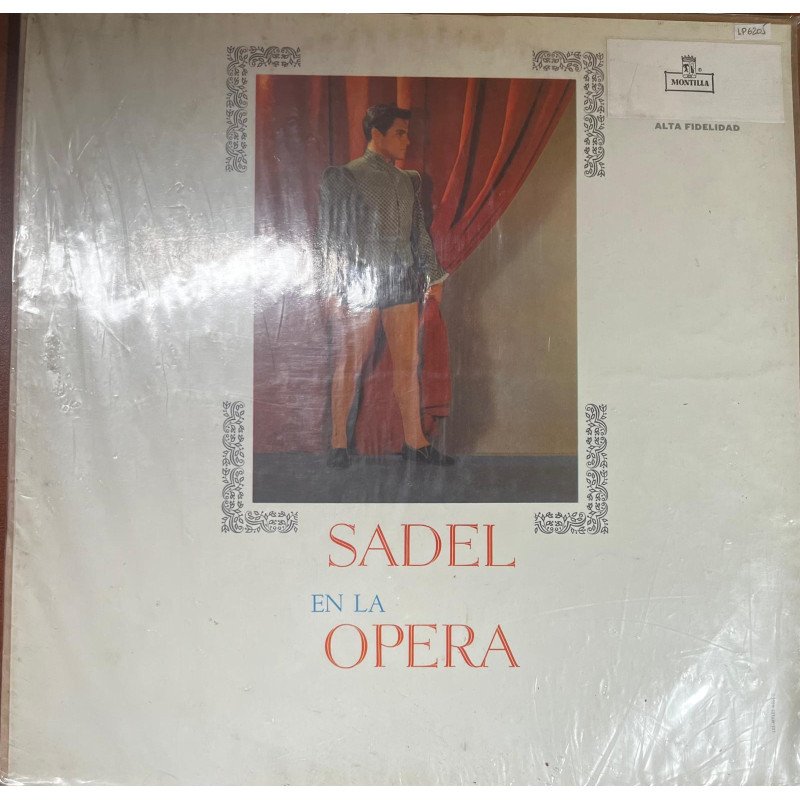 LP6205
MONTILLA
ALTA FIDELIDAD
SADEL
EN LA
OPERA